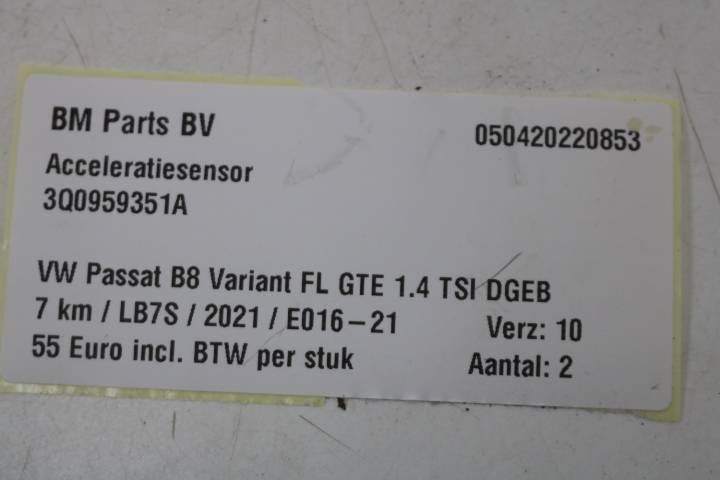 BM Parts BV 050420220853
Acceleratiesensor
3Q0959351A
VW Passat B8 Variant FL GTE 1.4 TSI DGEB
7 km / LB7S / 2021 / E016-21 Verz: 10
55 Euro incl. BTW per stuk Aantal: 2